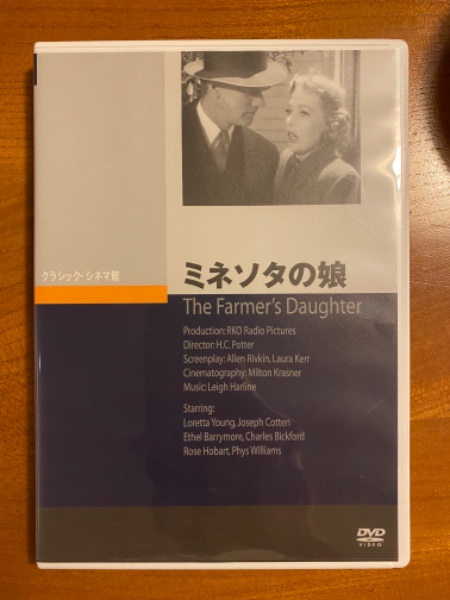 クラシック・シネマ館
ミネソタの娘
The Farmer's Daughter
Production: RKO Radio Pictures
Director: H.C. Potter
Screenplay: Allen Rivkin, Laura Kerr
Cinematography: Milton Krasner
Music: Leigh Harline
Starring:
Loretta Young, Joseph Cotten
Ethel Barrymore, Charles Bickford
Rose Hobart, Phys Williams
DVD
VIDEO